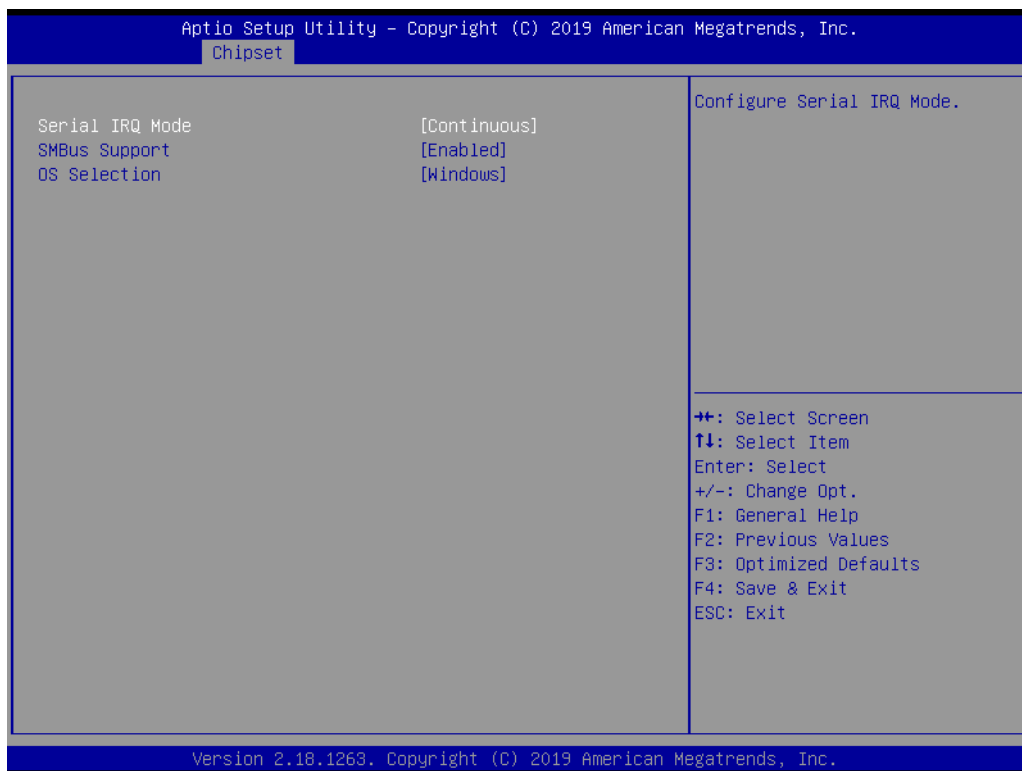 Aptio Setup Utility – Copyright (C) 2019 American Megatrends, Inc.
Chipset
Serial IRQ Mode [Continuous]
SMBus Support [Enabled]
OS Selection [Windows]
Configure Serial IRQ Mode.
→←: Select Screen
↑↓: Select Item
Enter: Select
+/-: Change Opt.
F1: General Help
F2: Previous Values
F3: Optimized Defaults
F4: Save & Exit
ESC: Exit
Version 2.18.1263. Copyright (C) 2019 American Megatrends, Inc.